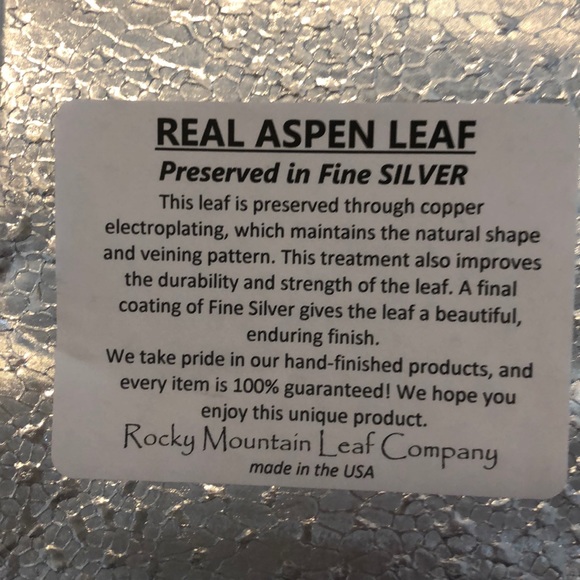 REAL ASPEN LEAF
Preserved in Fine SILVER
This leaf is preserved through copper
electroplating, which maintains the natural shape
and veining pattern. This treatment also improves
the durability and strength of the leaf. A final
coating of Fine Silver gives the leaf a beautiful,
enduring finish.
We take pride in our hand-finished products, and
every item is 100% guaranteed! We hope you
enjoy this unique product.
Rocky Mountain Leaf Company
made in the USA